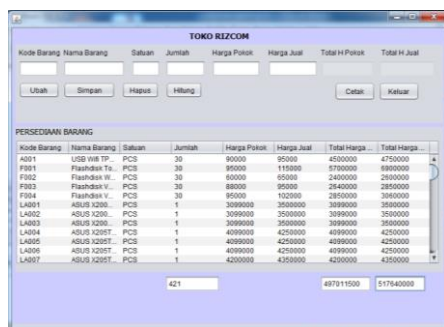 TOKO RIZCOM
Kode Barang Nama Barang Satuan Jumlah Harga Pokok Harga Jual Total H.Pokok Total H Jual
Ubah Simpan Hapus Hitung Cetak Keluar
PERSEDIAAN BARANG
Kode Barang Nama Barang Satuan Jumlah Harga Pokok Harga Jual Total Harga ... Total Harga ...
A001 USB Wifi TP... PCS 30 90000 95000 4500000 4750000
F001 Flashdisk To... PCS 30 95000 115000 5700000 6900000
F002 Flashdisk W... PCS 30 60000 65000 2400000 2600000
F003 Flashdisk V... PCS 30 88000 95000 2640000 2850000
F004 Flashdisk V... PCS 30 95000 102000 2850000 3060000
LA001 ASUS X200... PCS 1 3099000 3500000 3099000 3500000
LA002 ASUS X200... PCS 1 3099000 3500000 3099000 3500000
LA003 ASUS X200... PCS 1 3099000 3500000 3099000 3500000
LA004 ASUS X205T... PCS 1 4099000 4250000 4099000 4250000
LA005 ASUS X205T... PCS 1 4099000 4250000 4099000 4250000
LA006 ASUS X205T... PCS 1 4099000 4250000 4099000 4250000
LA007 ASUS X205T... PCS 1 4200000 4350000 4200000 4350000
421 497011500 517640000